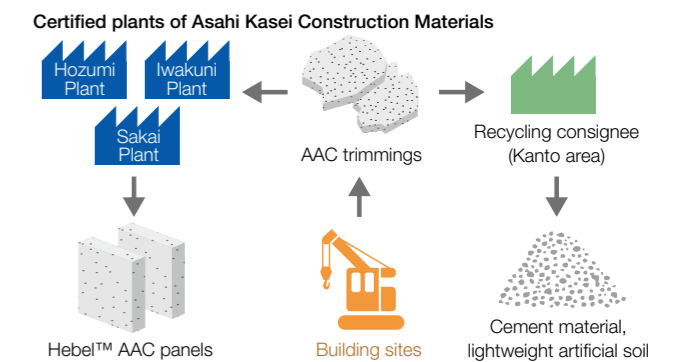 Certified plants of Asahi Kasei Construction Materials
Hozumi
Plant
Iwakuni
Plant
Sakai
Plant
AAC trimmings
Recycling consignee
(Kanto area)
Hebel™ AAC panels
Building sites
Cement material,
lightweight artificial soil